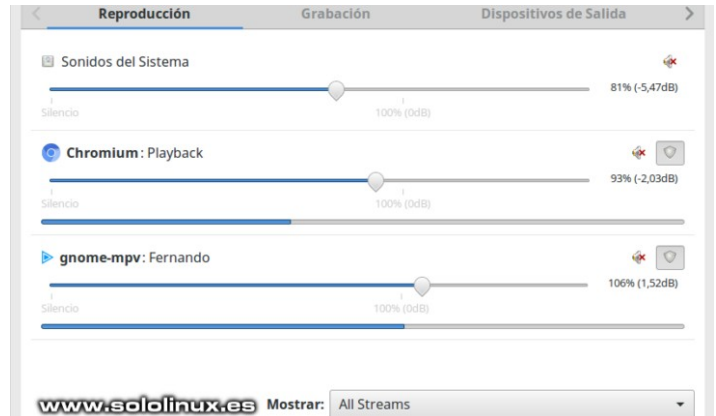 Reproducción Grabación Dispositivos de Salida
Sonidos del Sistema
81% (-5,47dB)
Silencio 100% (0dB)
Chromium: Playback
93% (-2,03dB)
Silencio 100% (0dB)
gnome-mpv: Fernando
106% (1,52dB)
Silencio 100% (0dB)
www.sololinux.es Mostrar: All Streams